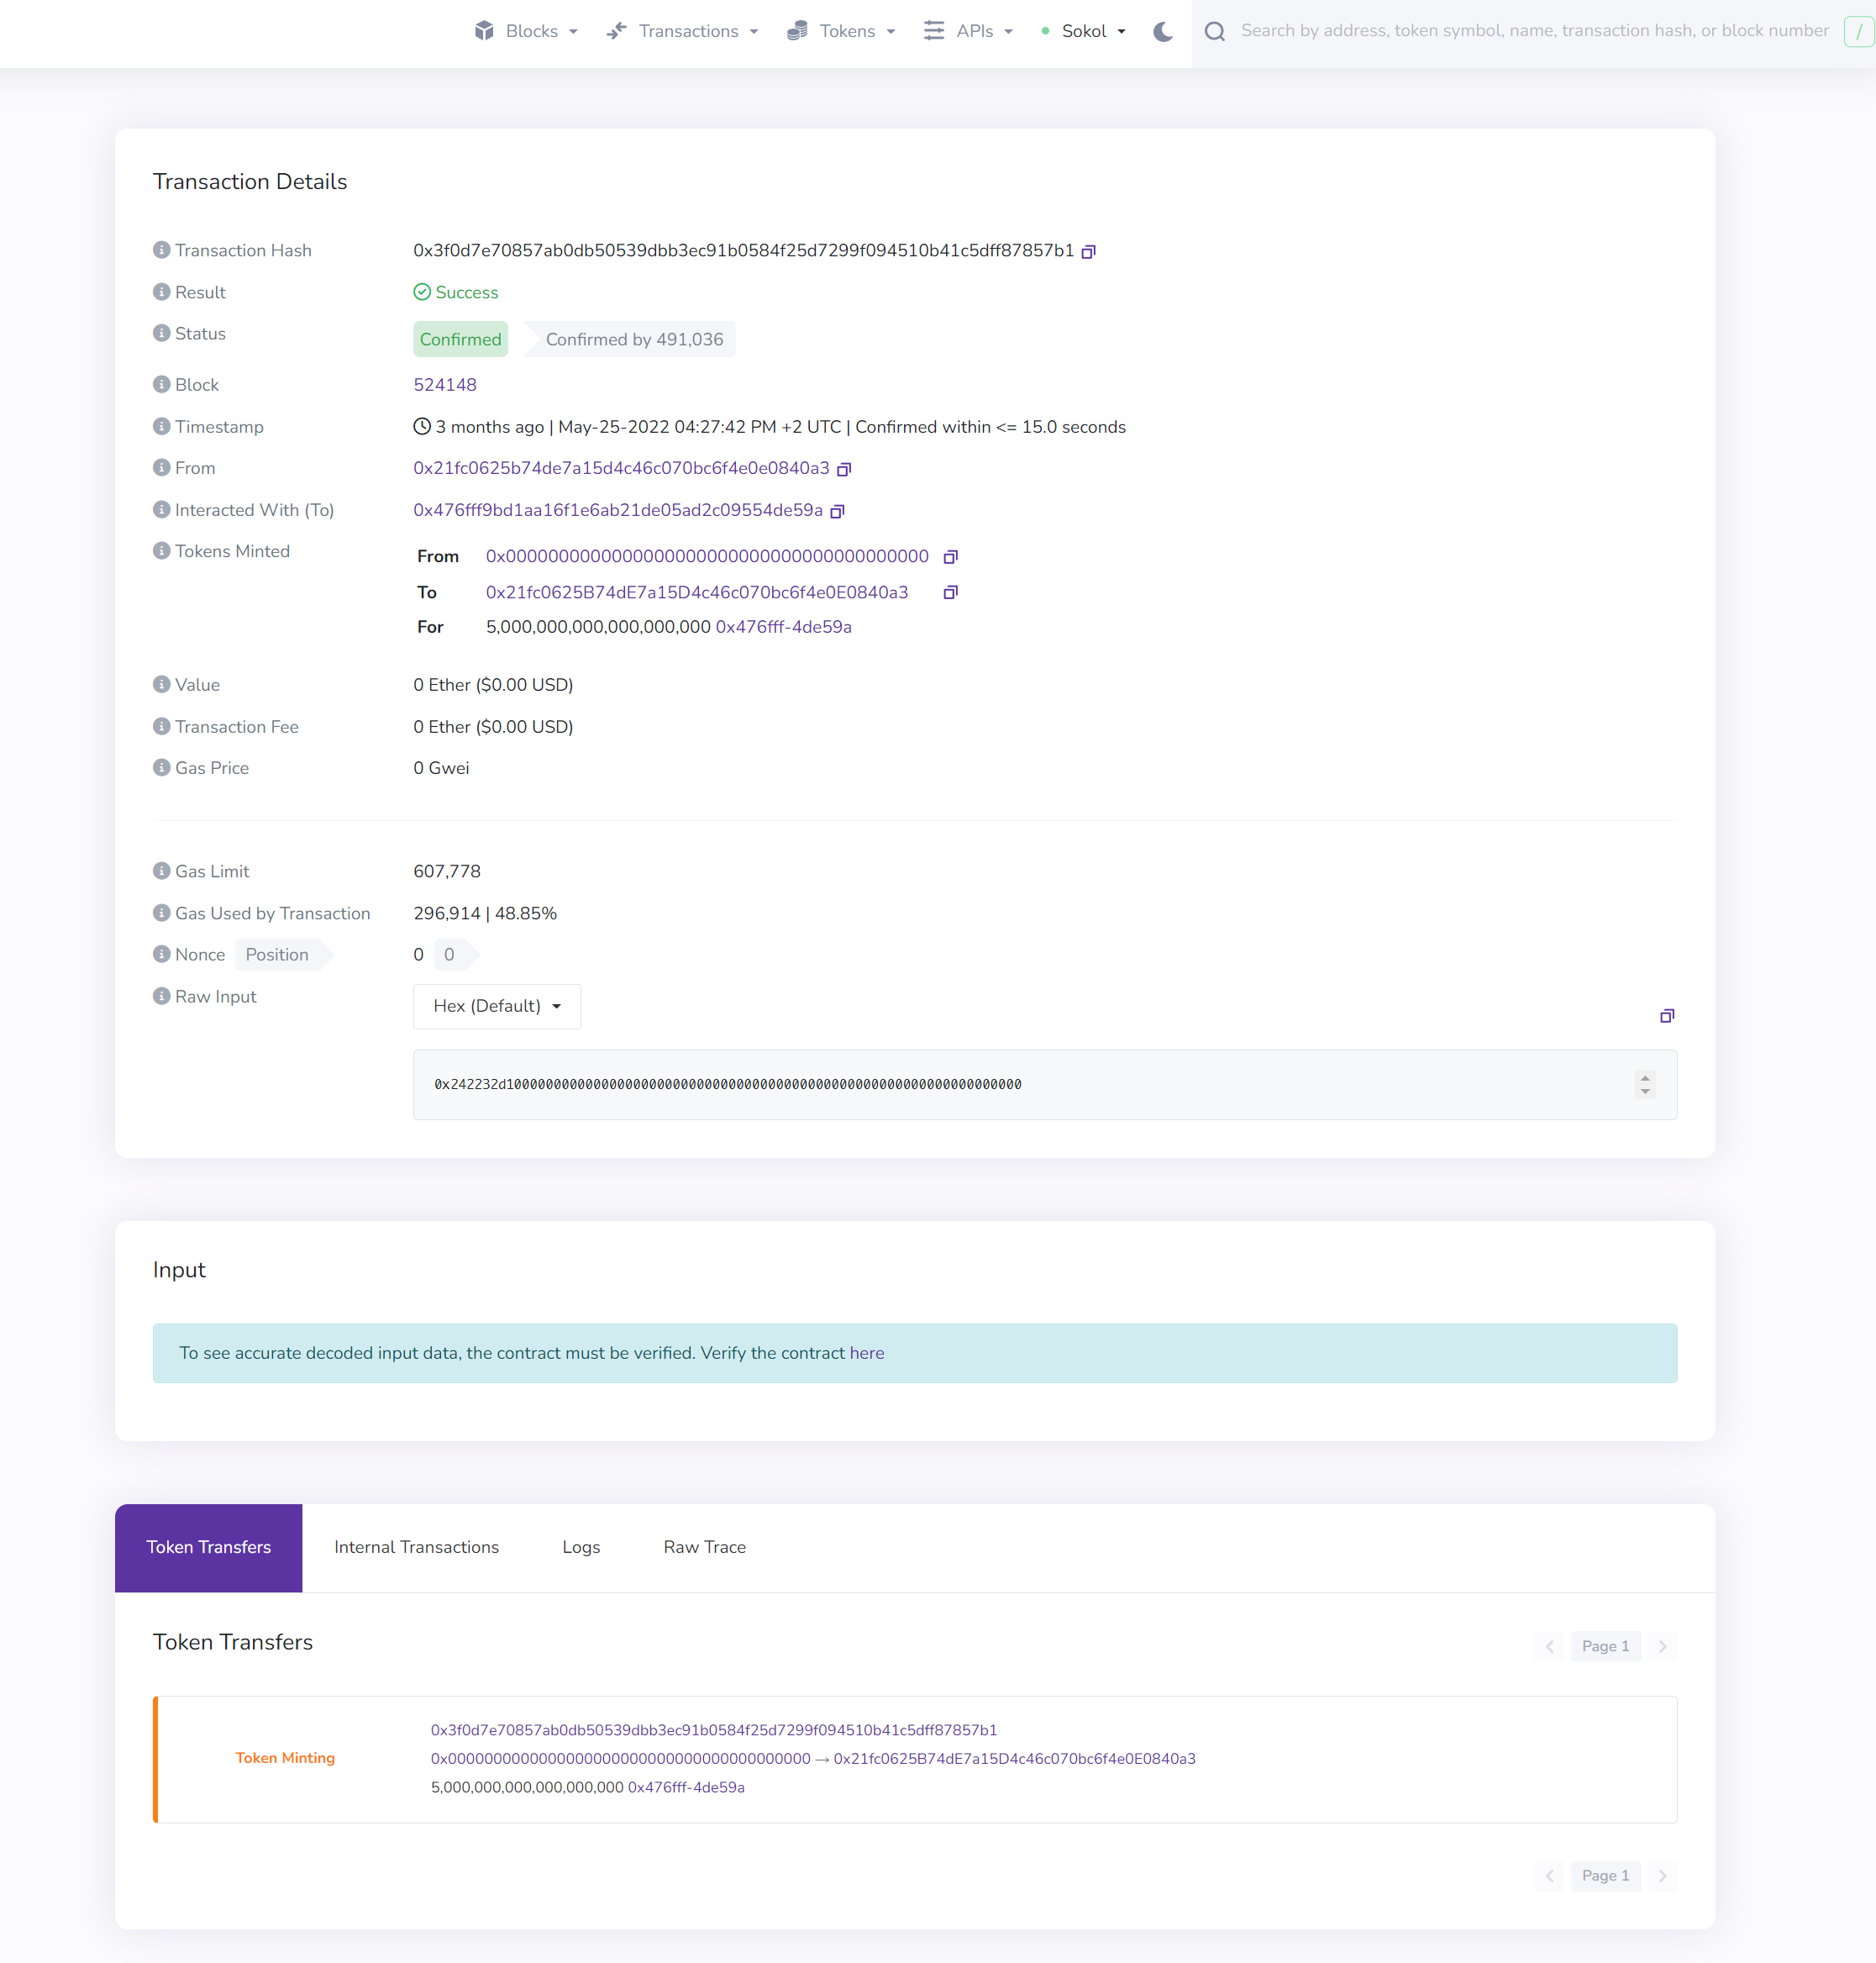 Blocks
Transactions
Tokens
APIs
Sokol
Search by address, token symbol, name, transaction hash, or block number
/
Transaction Details
Transaction Hash 0x3f0d7e70857ab0db50539dbb3ec91b0584f25d7299f094510b41c5dff87857b1
Result Success
Status Confirmed Confirmed by 491,036
Block 524148
Timestamp 3 months ago | May-25-2022 04:27:42 PM +2 UTC | Confirmed within <= 15.0 seconds
From 0x21fc0625b74de7a15d4c46c070bc6f4e0e0840a3
Interacted With (To) 0x476fff9bd1aa16f1e6ab21de05ad2c09554de59a
Tokens Minted From 0x0000000000000000000000000000000000000000
To 0x21fc0625B74dE7a15D4c46c070bc6f4e0E0840a3
For 5,000,000,000,000,000,000 0x476fff-4de59a
Value 0 Ether ($0.00 USD)
Transaction Fee 0 Ether ($0.00 USD)
Gas Price 0 Gwei
Gas Limit 607,778
Gas Used by Transaction 296,914 | 48.85%
Nonce Position 0 0
Raw Input Hex (Default)
0x242232d10000000000000000000000000000000000000000000000000000000000000000
Input
To see accurate decoded input data, the contract must be verified. Verify the contract here
Token Transfers Internal Transactions Logs Raw Trace
Token Transfers
Page 1
Token Minting
0x3f0d7e70857ab0db50539dbb3ec91b0584f25d7299f094510b41c5dff87857b1
0x0000000000000000000000000000000000000000 → 0x21fc0625B74dE7a15D4c46c070bc6f4e0E0840a3
5,000,000,000,000,000,000 0x476fff-4de59a
Page 1